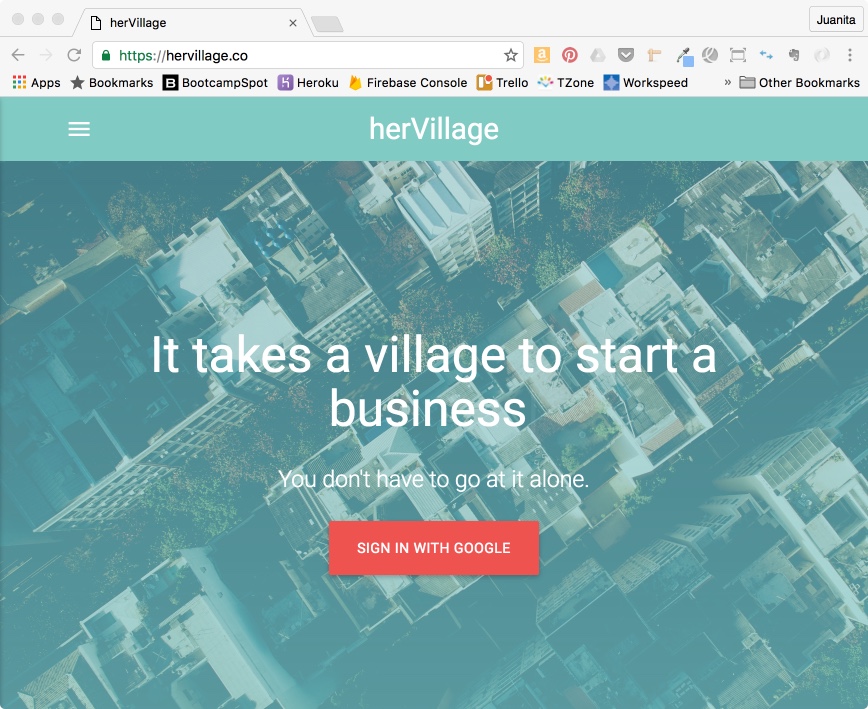 herVillage
Juanita
https://hervillage.co
Apps Bookmarks BootcampSpot Heroku Firebase Console Trello TZone Workspeed » Other Bookmarks
herVillage
It takes a village to start a
business
You don't have to go at it alone.
SIGN IN WITH GOOGLE